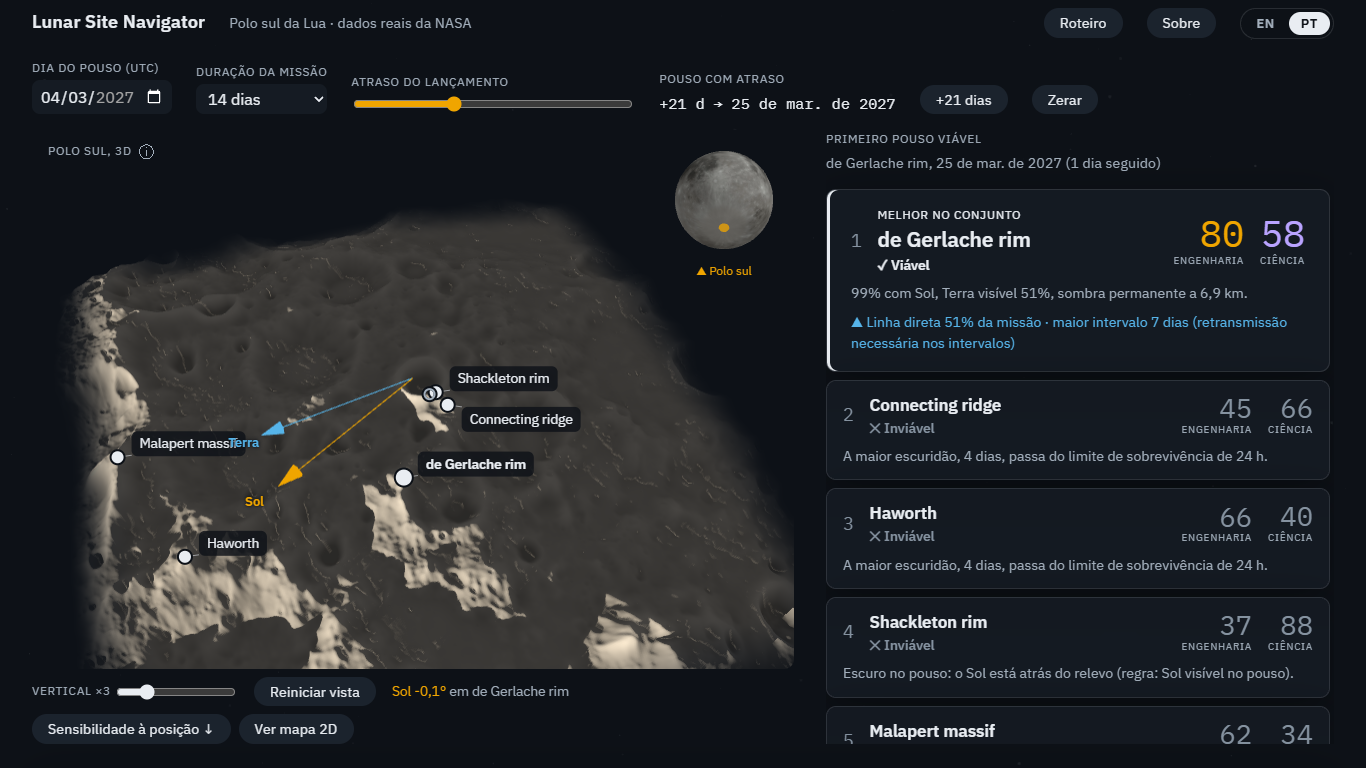 Lunar Site Navigator
Polo sul da Lua · dados reais da NASA
Roteiro
Sobre
EN
PT
DIA DO POUSO (UTC)
04/03/2027
DURAÇÃO DA MISSÃO
14 dias
ATRASO DO LANÇAMENTO
POUSO COM ATRASO
+21 d → 25 de mar. de 2027
+21 dias
Zerar
POLO SUL, 3D
▲ Polo sul
Shackleton rim
Connecting ridge
Malapert massif
Terra
de Gerlache rim
Sol
Haworth
VERTICAL ×3
Reiniciar vista
Sol -0,1° em de Gerlache rim
Sensibilidade à posição ↓
Ver mapa 2D
PRIMEIRO POUSO VIÁVEL
de Gerlache rim, 25 de mar. de 2027 (1 dia seguido)
MELHOR NO CONJUNTO
1
de Gerlache rim
✓ Viável
80
ENGENHARIA
58
CIÊNCIA
99% com Sol, Terra visível 51%, sombra permanente a 6,9 km.
▲ Linha direta 51% da missão · maior intervalo 7 dias (retransmissão
necessária nos intervalos)
2
Connecting ridge
✕ Inviável
45
ENGENHARIA
66
CIÊNCIA
A maior escuridão, 4 dias, passa do limite de sobrevivência de 24 h.
3
Haworth
✕ Inviável
66
ENGENHARIA
40
CIÊNCIA
A maior escuridão, 4 dias, passa do limite de sobrevivência de 24 h.
4
Shackleton rim
✕ Inviável
37
ENGENHARIA
88
CIÊNCIA
Escuro no pouso: o Sol está atrás do relevo (regra: Sol visível no pouso).
5
Malapert massif
62
34